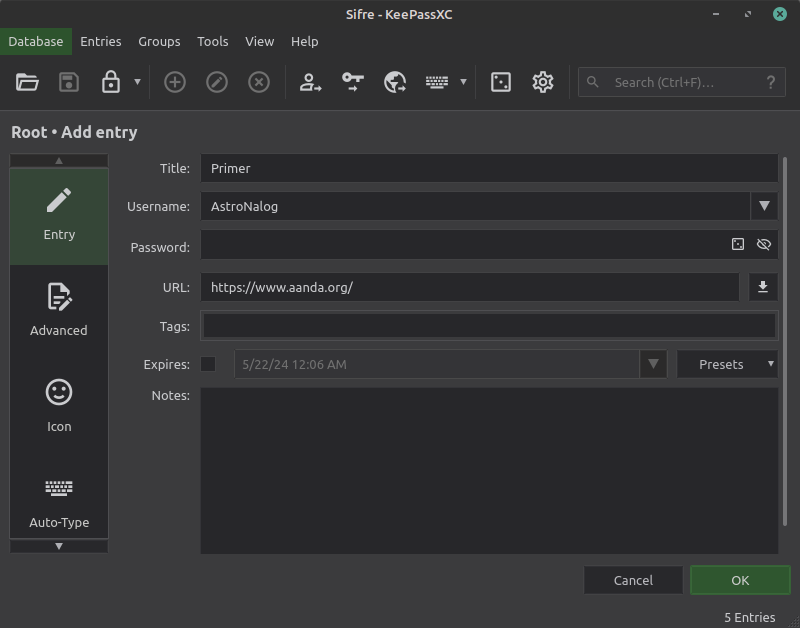 Sifre - KeePassXC
Database Entries Groups Tools View Help
Search (Ctrl+F)... ?
Root • Add entry
Entry
Advanced
Icon
Auto-Type
Title: Primer
Username: AstroNalog
Password:
URL: https://www.aanda.org/
Tags:
Expires: 5/22/24 12:06 AM Presets
Notes:
Cancel OK
5 Entries